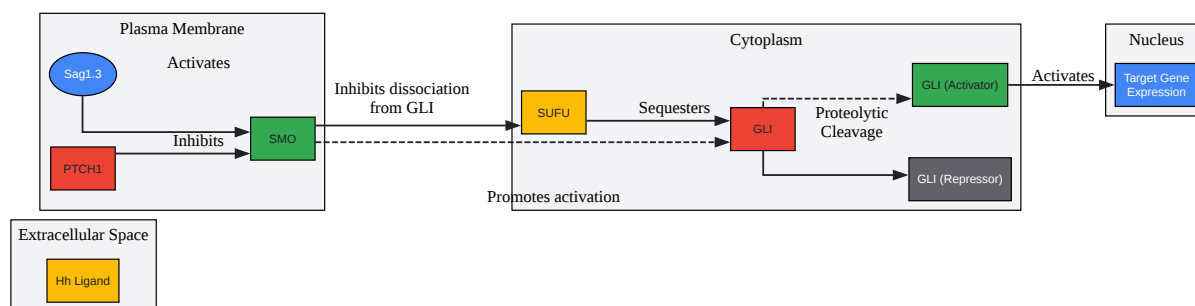 Plasma Membrane
Activates
Sag1.3
Inhibits
PTCH1
SMO
Inhibits dissociation
from GLI
Cytoplasm
SUFU
Sequesters
GLI
Proteolytic
Cleavage
GLI (Activator)
GLI (Repressor)
Promotes activation
Activates
Nucleus
Target Gene
Expression
Extracellular Space
Hh Ligand